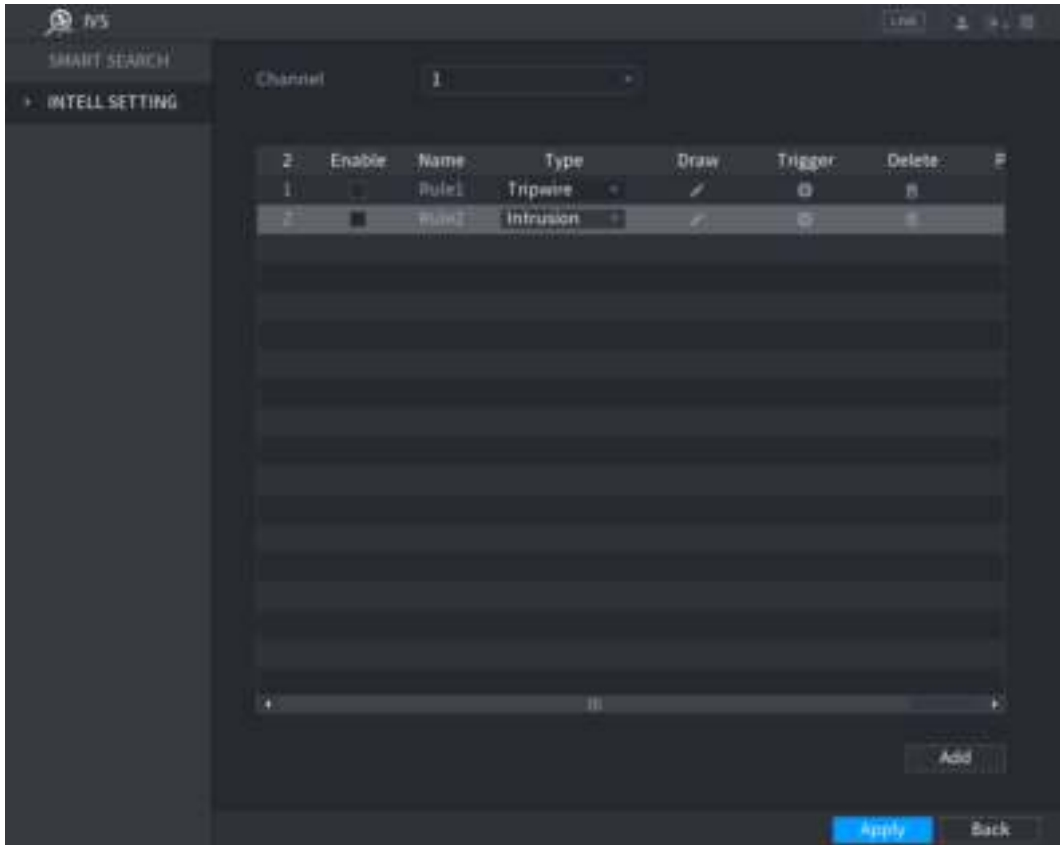 IVS
LIVE
SMART SEARCH
INTELL SETTING
Channel 1
2 Enable Name Type Draw Trigger Delete P
1 Rule1 Tripwire
2 Rule2 Intrusion
Add
Apply Back